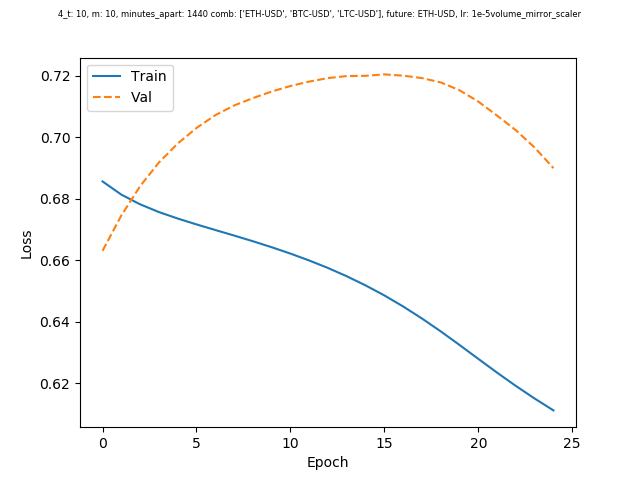 4_t: 10, m: 10, minutes_apart: 1440 comb: ['ETH-USD', 'BTC-USD', 'LTC-USD'], future: ETH-USD, lr: 1e-5volume_mirror_scaler
Train
Val
0.72
0.70
0.68
0.66
0.64
0.62
Loss
0 5 10 15 20 25
Epoch